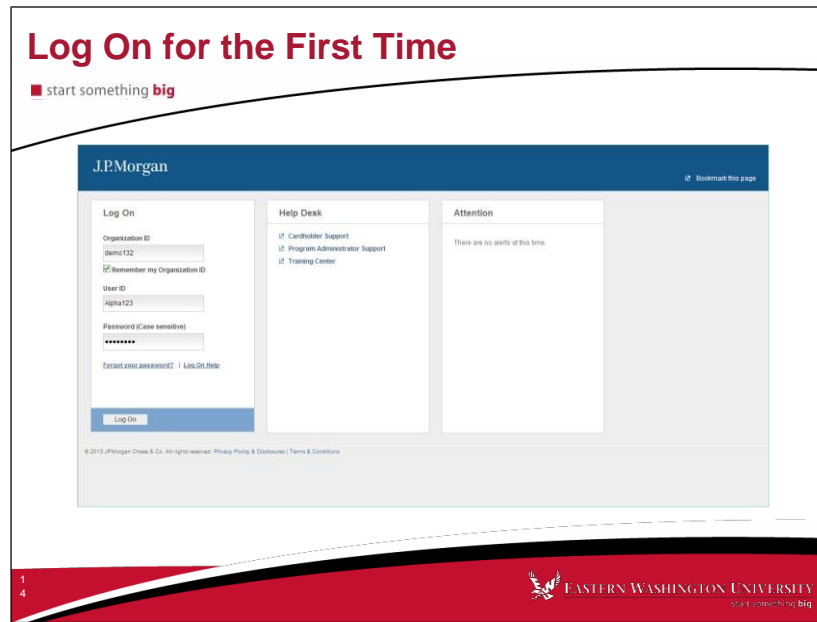 Log On for the First Time
start something big
J.P.Morgan
Bookmark this page
Log On
Organization ID
demo132
Remember my Organization ID
User ID
Alpha123
Password (Case sensitive)
••••••••
Forgot your password? | Log On Help
Log On
Help Desk
Cardholder Support
Program Administrator Support
Training Center
Attention
There are no alerts at this time.
© 2013 JPMorgan Chase & Co. All rights reserved. Privacy Policy & Disclosures | Terms & Conditions
1
4
EASTERN WASHINGTON UNIVERSITY
start something big